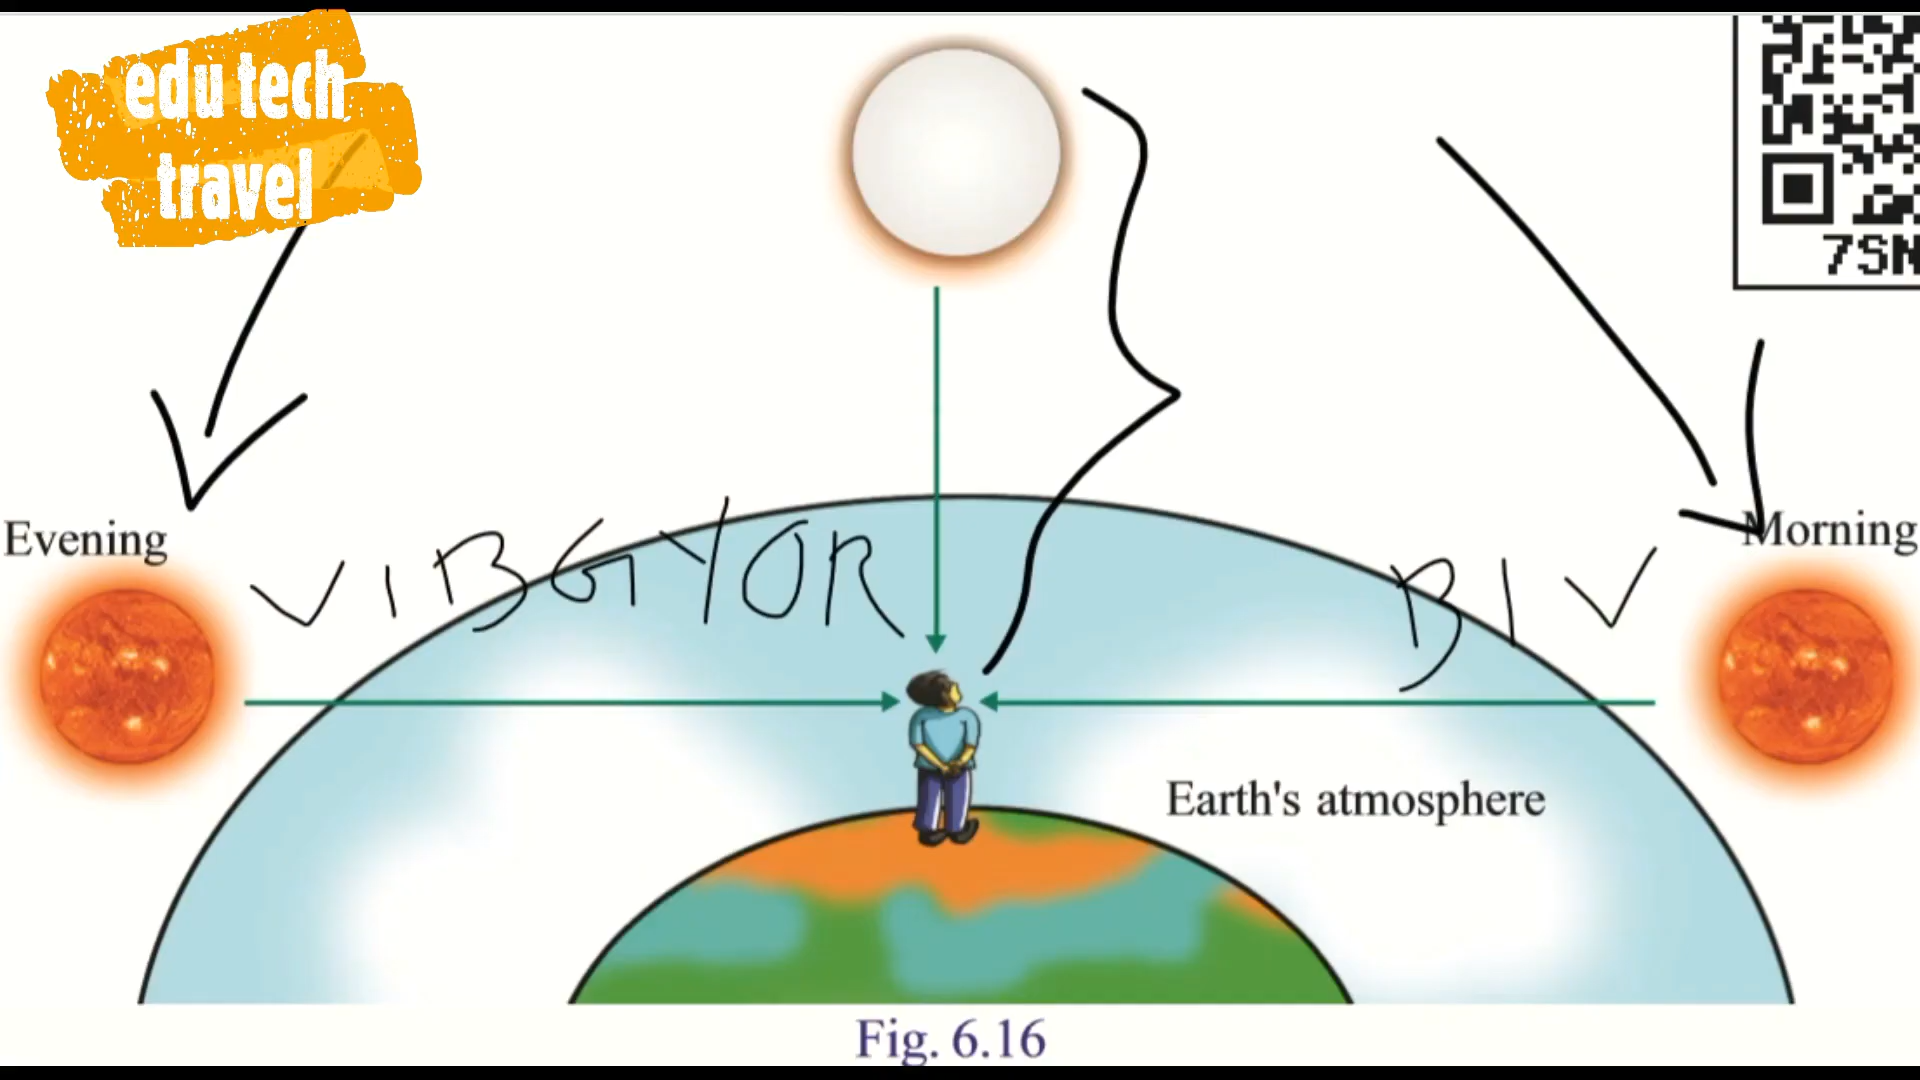 edu tech
travel
7SN
Evening
VIBGYOR
BIV
Morning
Earth's atmosphere
Fig. 6.16